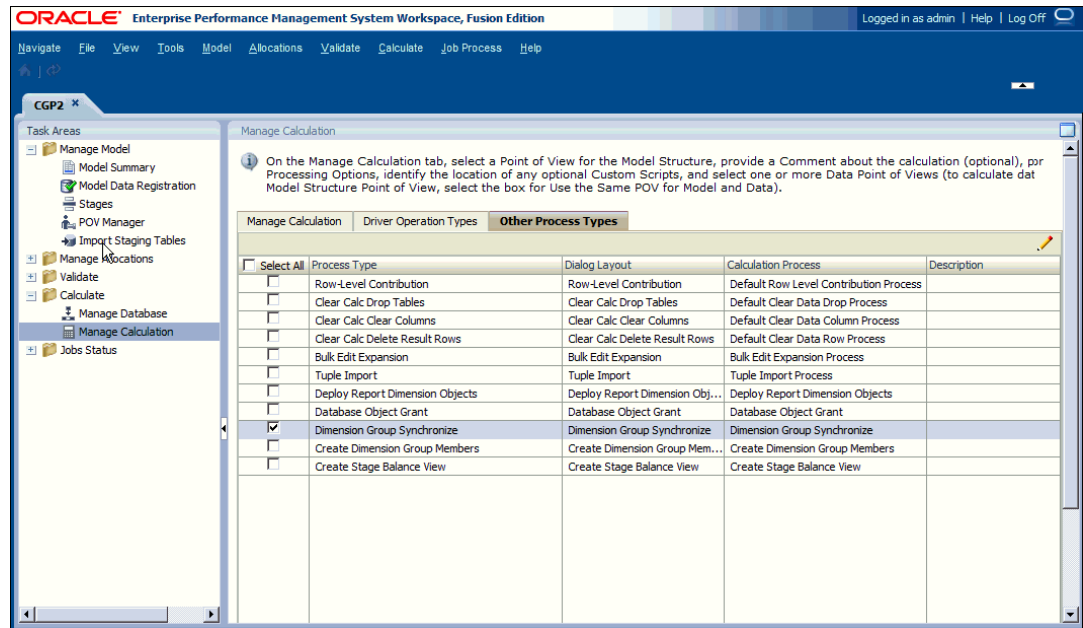 ORACLE Enterprise Performance Management System Workspace, Fusion Edition
Logged in as admin | Help | Log Off
Navigate File View Tools Model Allocations Validate Calculate Job Process Help
CGP2 ×
Task Areas
Manage Model
Model Summary
Model Data Registration
Stages
POV Manager
Import Staging Tables
Manage Allocations
Validate
Calculate
Manage Database
Manage Calculation
Jobs Status
Manage Calculation
On the Manage Calculation tab, select a Point of View for the Model Structure, provide a Comment about the calculation (optional), pr
Processing Options, identify the location of any optional Custom Scripts, and select one or more Data Point of Views (to calculate dat
Model Structure Point of View, select the box for Use the Same POV for Model and Data).
Manage Calculation Driver Operation Types Other Process Types
Select All Process Type Dialog Layout Calculation Process Description
Row-Level Contribution Row-Level Contribution Default Row Level Contribution Process
Clear Calc Drop Tables Clear Calc Drop Tables Default Clear Data Drop Process
Clear Calc Clear Columns Clear Calc Clear Columns Default Clear Data Column Process
Clear Calc Delete Result Rows Clear Calc Delete Result Rows Default Clear Data Row Process
Bulk Edit Expansion Bulk Edit Expansion Bulk Edit Expansion Process
Tuple Import Tuple Import Tuple Import Process
Deploy Report Dimension Objects Deploy Report Dimension Obj... Deploy Report Dimension Objects
Database Object Grant Database Object Grant Database Object Grant
Dimension Group Synchronize Dimension Group Synchronize Dimension Group Synchronize
Create Dimension Group Members Create Dimension Group Mem... Create Dimension Group Members
Create Stage Balance View Create Stage Balance View Create Stage Balance View